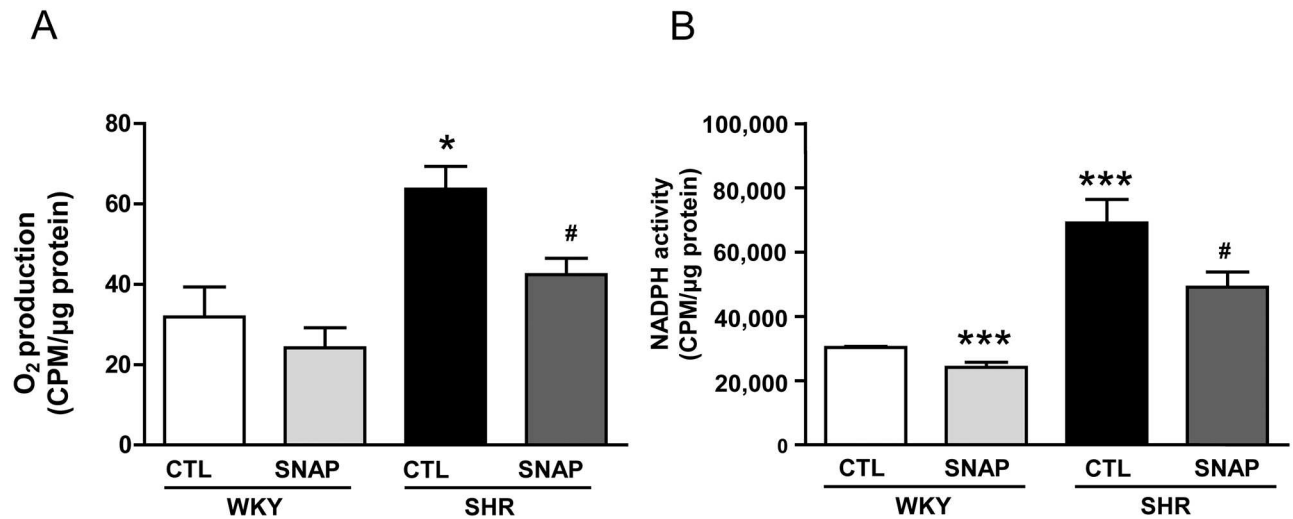 A
O₂ production
(CPM/µg protein)
80
60
40
20
0
*
#
CTL SNAP CTL SNAP
WKY SHR
B
NADPH activity
(CPM/µg protein)
100,000
80,000
60,000
40,000
20,000
0
***
***
#
CTL SNAP CTL SNAP
WKY SHR